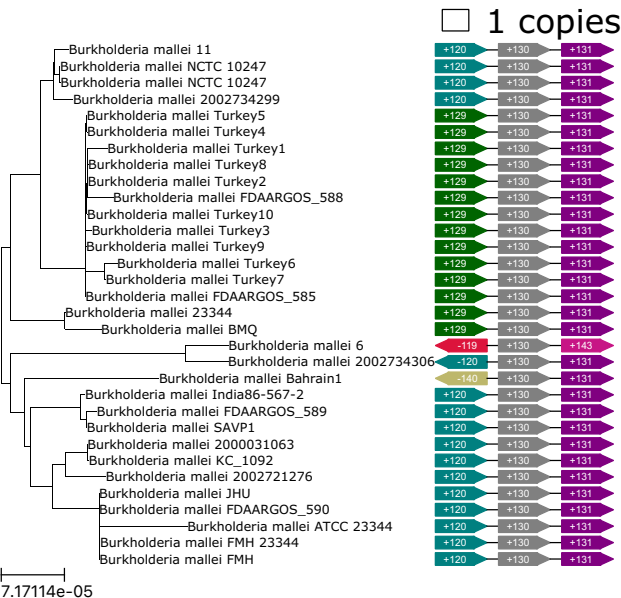 1 copies
Burkholderia mallei 11 +120 +130 +131
Burkholderia mallei NCTC 10247 +120 +130 +131
Burkholderia mallei NCTC 10247 +120 +130 +131
Burkholderia mallei 2002734299 +120 +130 +131
Burkholderia mallei Turkey5 +129 +130 +131
Burkholderia mallei Turkey4 +129 +130 +131
Burkholderia mallei Turkey1 +129 +130 +131
Burkholderia mallei Turkey8 +129 +130 +131
Burkholderia mallei Turkey2 +129 +130 +131
Burkholderia mallei FDAARGOS_588 +129 +130 +131
Burkholderia mallei Turkey10 +129 +130 +131
Burkholderia mallei Turkey3 +129 +130 +131
Burkholderia mallei Turkey9 +129 +130 +131
Burkholderia mallei Turkey6 +129 +130 +131
Burkholderia mallei Turkey7 +129 +130 +131
Burkholderia mallei FDAARGOS_585 +129 +130 +131
Burkholderia mallei 23344 +129 +130 +131
Burkholderia mallei BMQ +129 +130 +131
Burkholderia mallei 6 -119 +130 +143
Burkholderia mallei 2002734306 -120 +130 +131
Burkholderia mallei Bahrain1 -140 +130 +131
Burkholderia mallei India86-567-2 +120 +130 +131
Burkholderia mallei FDAARGOS_589 +120 +130 +131
Burkholderia mallei SAVP1 +120 +130 +131
Burkholderia mallei 2000031063 +120 +130 +131
Burkholderia mallei KC_1092 +120 +130 +131
Burkholderia mallei 2002721276 +120 +130 +131
Burkholderia mallei JHU +120 +130 +131
Burkholderia mallei FDAARGOS_590 +120 +130 +131
Burkholderia mallei ATCC 23344 +120 +130 +131
Burkholderia mallei FMH 23344 +120 +130 +131
Burkholderia mallei FMH +120 +130 +131
7.17114e-05